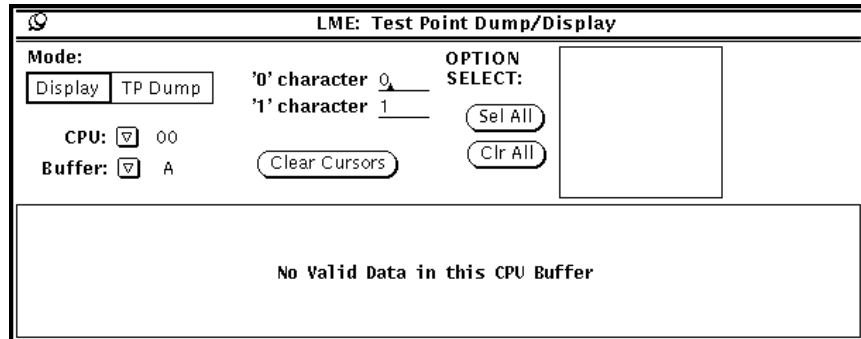 LME: Test Point Dump/Display
Mode:
Display TP Dump
CPU: 00
Buffer: A
'0' character 0
'1' character 1
Clear Cursors
OPTION
SELECT:
Sel All
Clr All
No Valid Data in this CPU Buffer